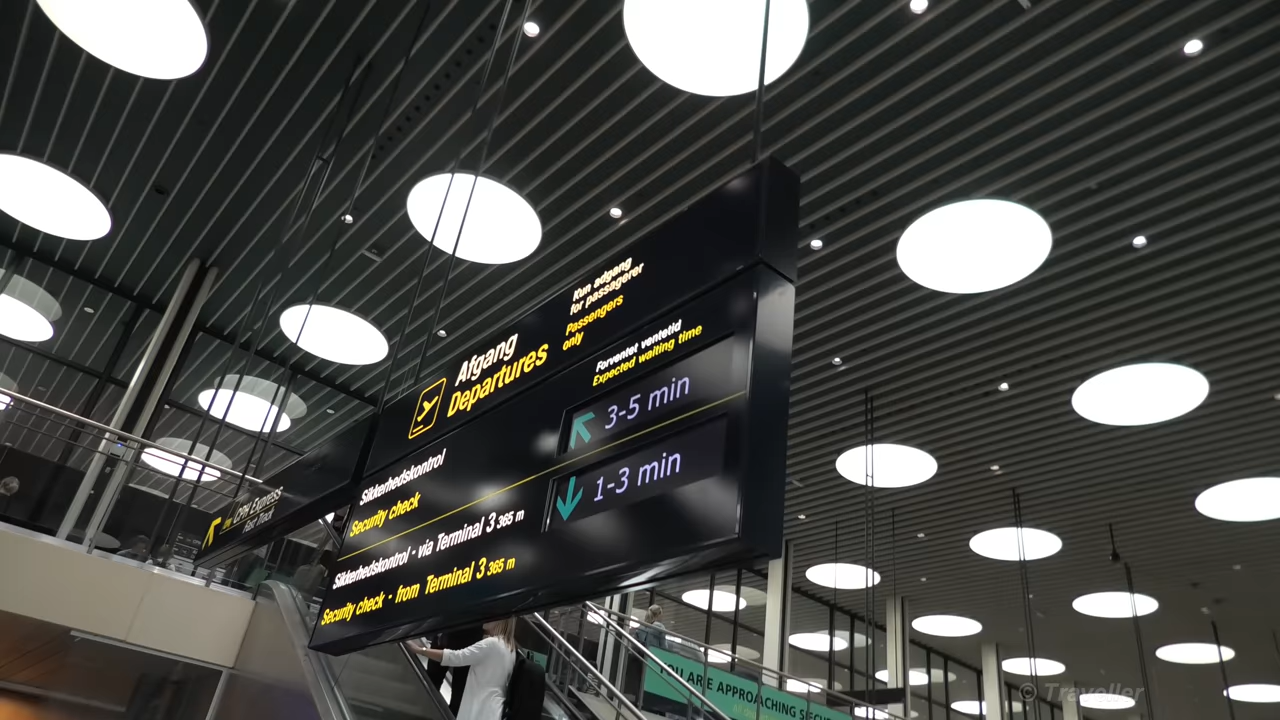 Afgang
Departures
Kun adgang
for passagerer
Passengers
only
Forventet ventetid
Expected waiting time
Sikkerhedskontrol
Security check
3-5 min
Sikkerhedskontrol - via Terminal 3 365 m
Security check - from Terminal 3 365 m
1-3 min
CPH Express
Fast Track
YOU ARE APPROACHING SECU
© Traveller